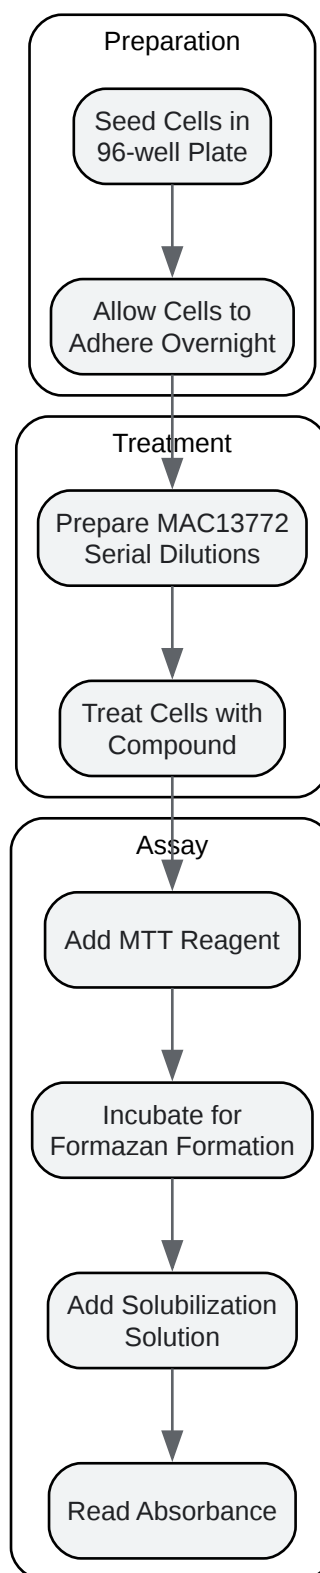 Preparation
Seed Cells in
96-well Plate
Allow Cells to
Adhere Overnight
Treatment
Prepare MAC13772
Serial Dilutions
Treat Cells with
Compound
Assay
Add MTT Reagent
Incubate for
Formazan Formation
Add Solubilization
Solution
Read Absorbance